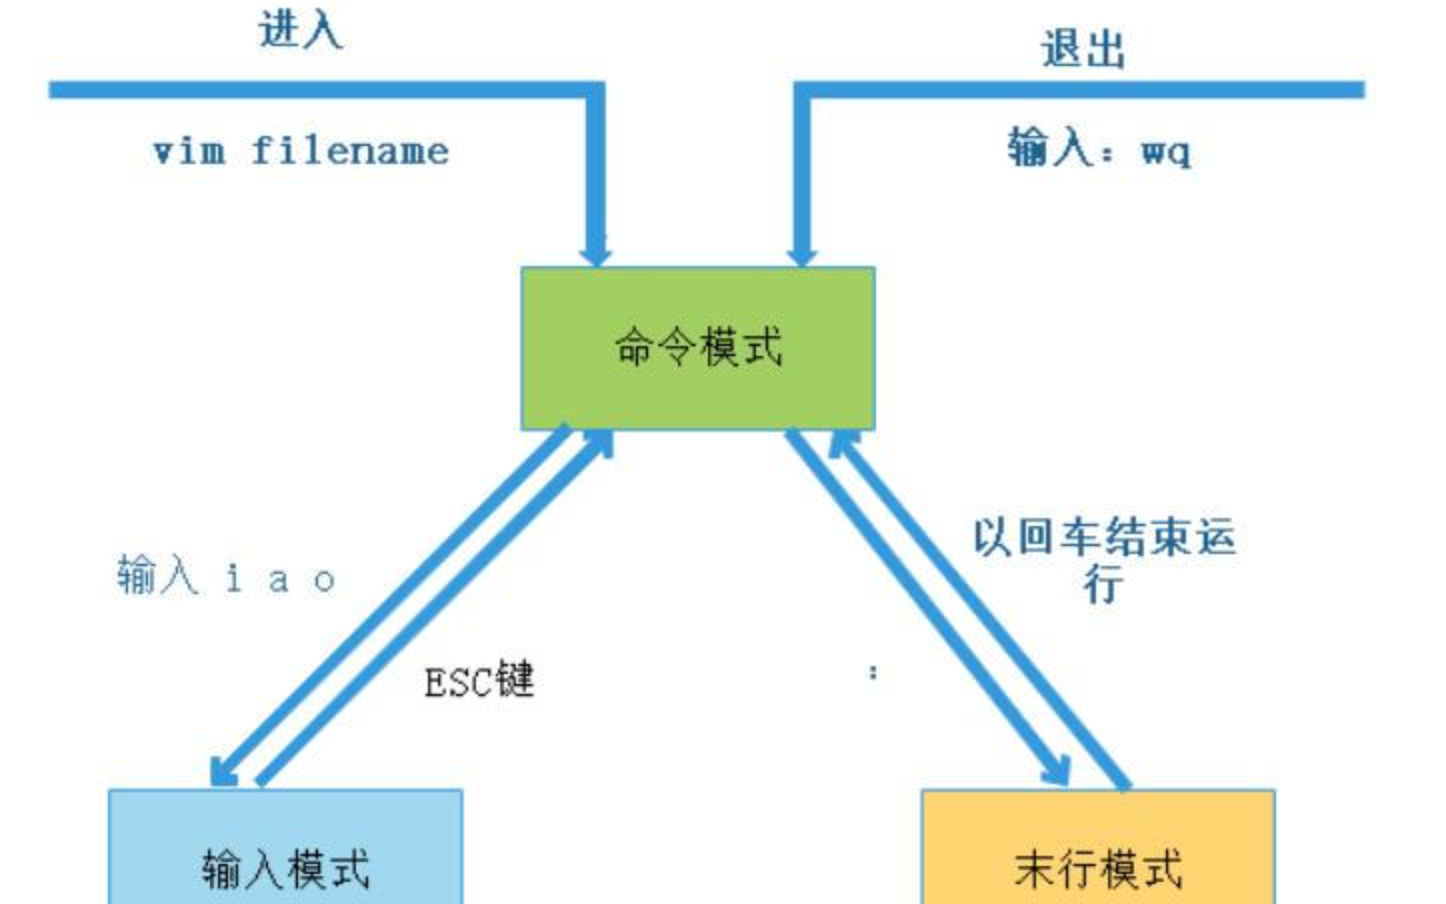 进入
退出
vim filename
输入：wq
命令模式
以回车结束运
行
输入 i a o
ESC键
:
输入模式
末行模式